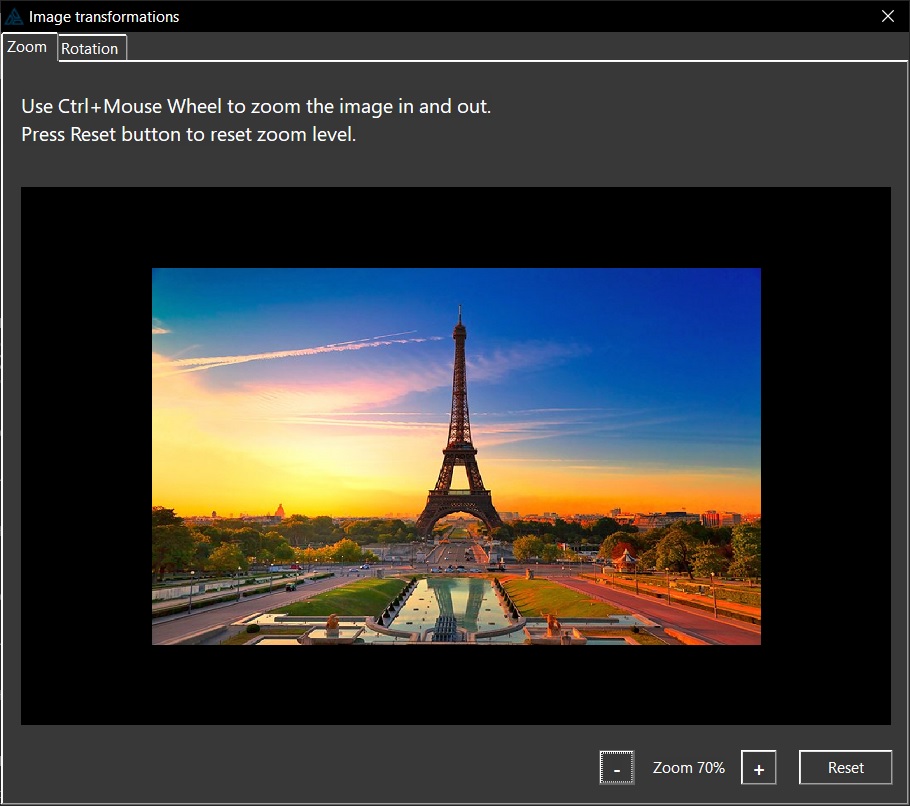 Image transformations
Zoom
Rotation
Use Ctrl+Mouse Wheel to zoom the image in and out.
Press Reset button to reset zoom level.
- Zoom 70% + Reset